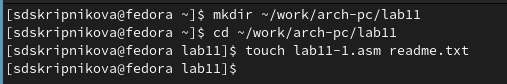 [sdskripnikova@fedora ~]$ mkdir ~/work/arch-pc/lab11
[sdskripnikova@fedora ~]$ cd ~/work/arch-pc/lab11
[sdskripnikova@fedora lab11]$ touch lab11-1.asm readme.txt
[sdskripnikova@fedora lab11]$